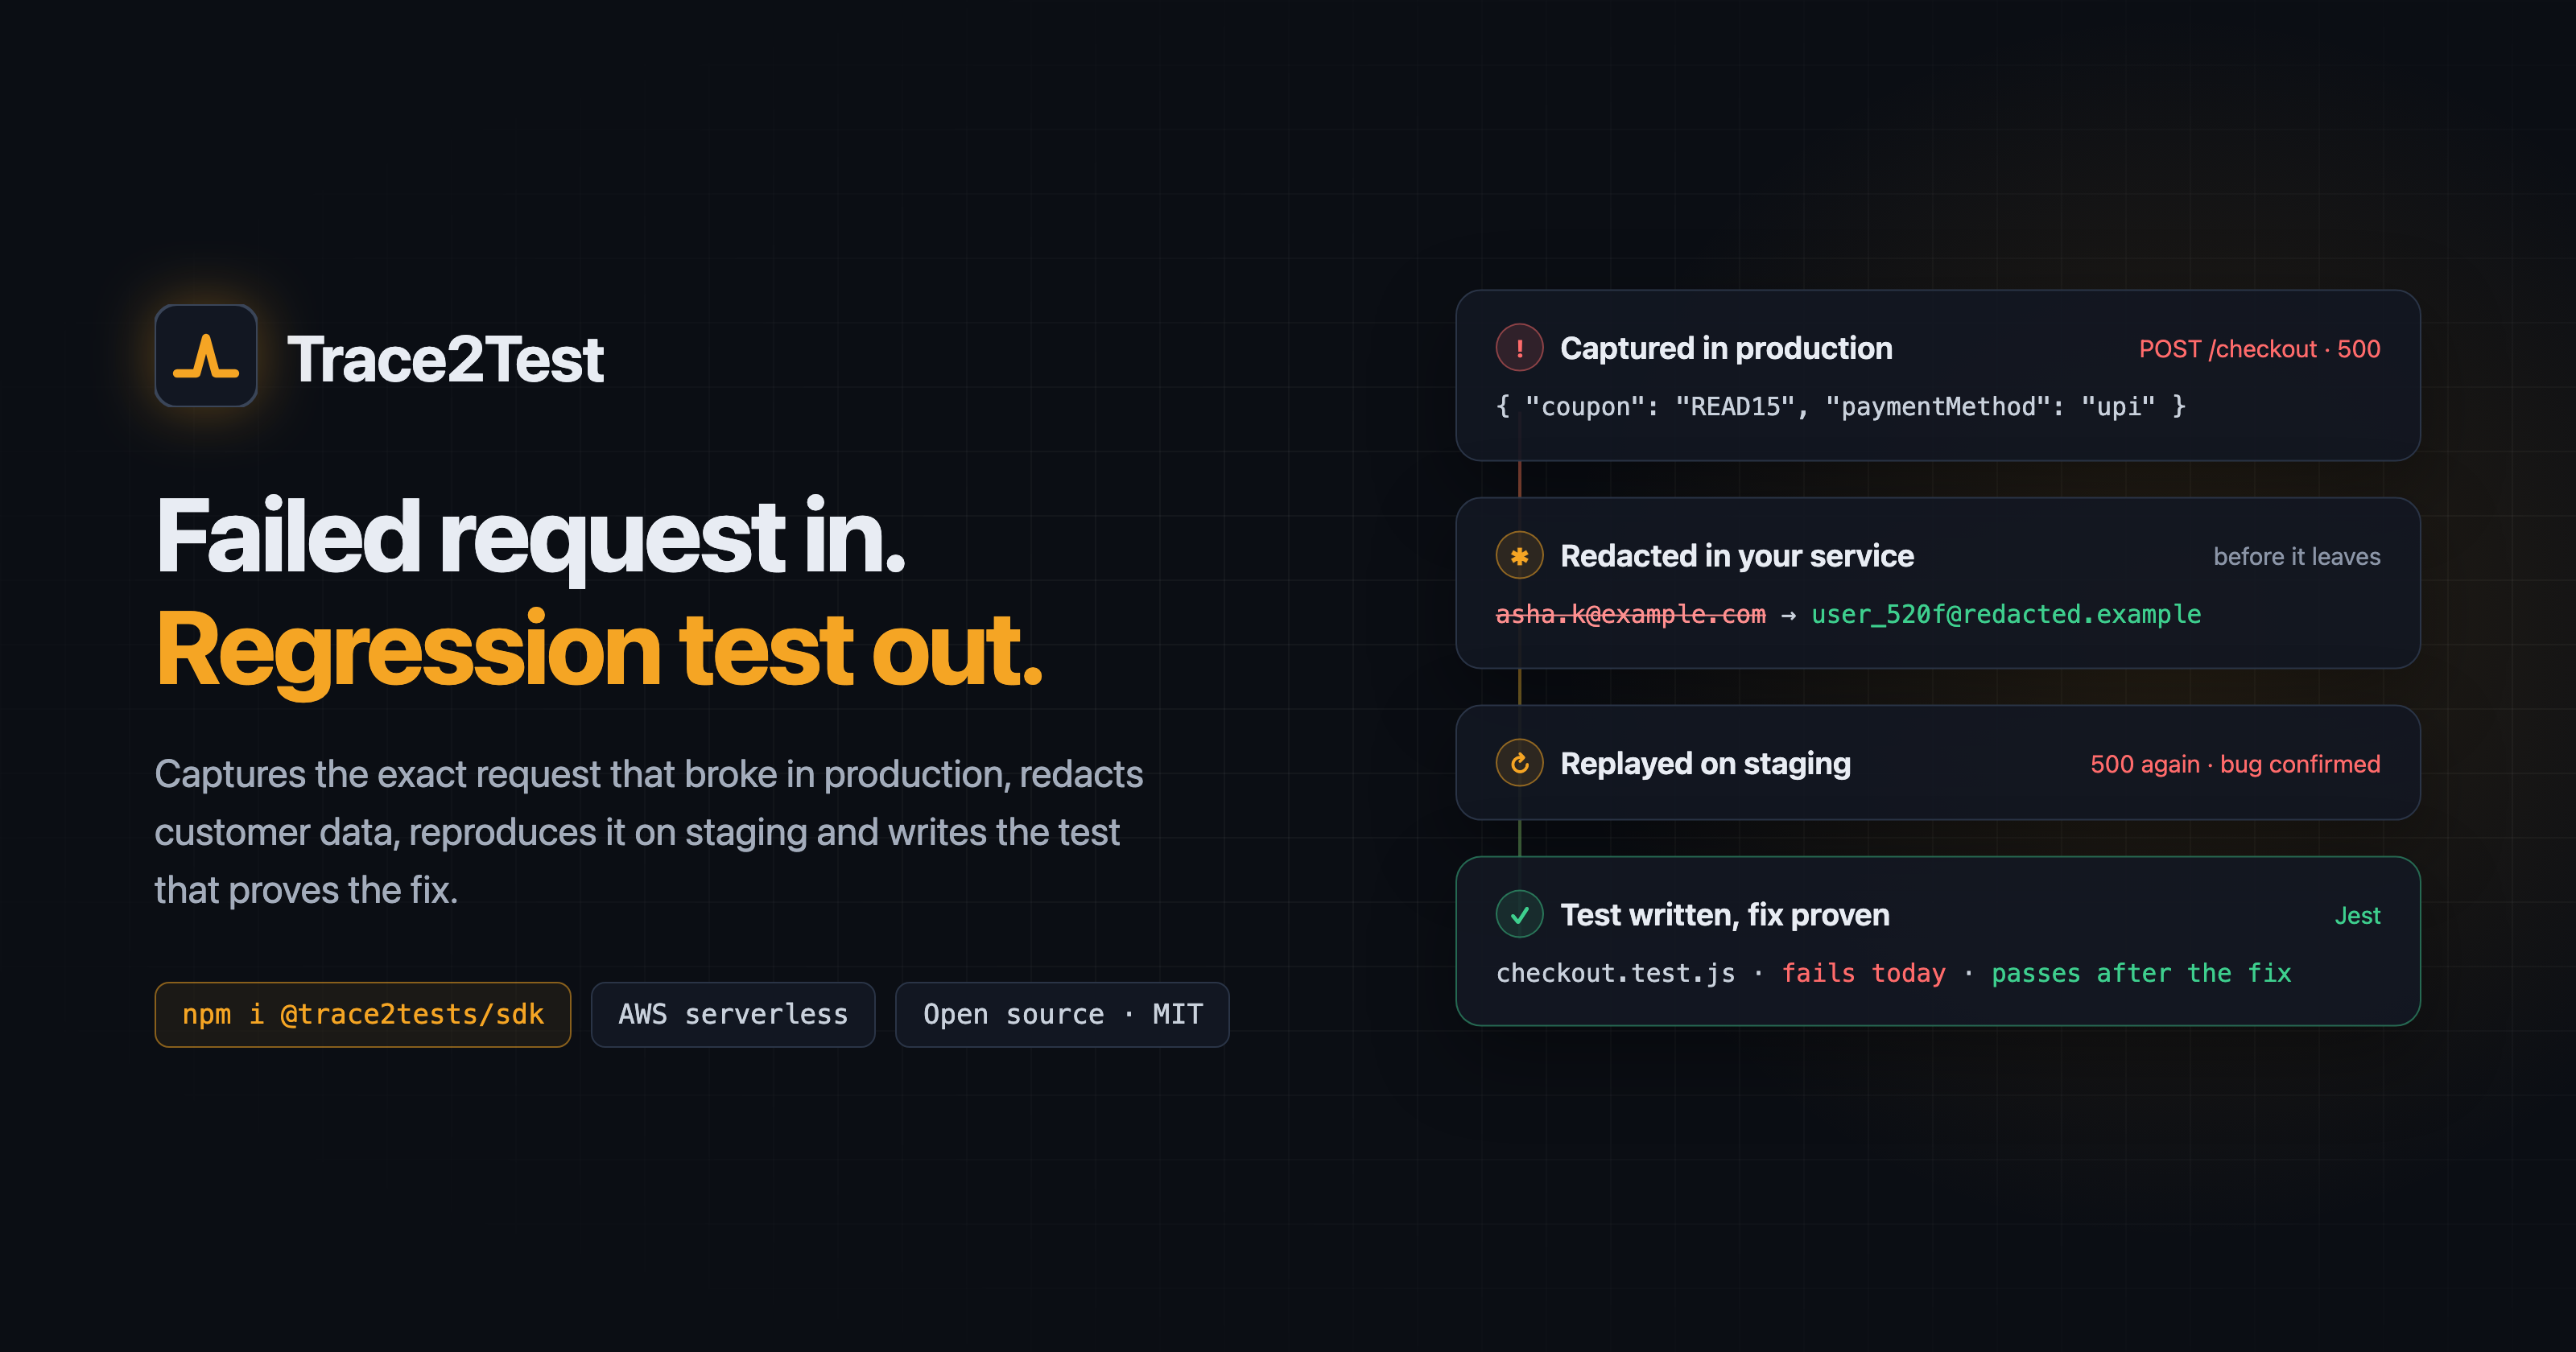 Trace2Test
Failed request in.
Regression test out.
Captures the exact request that broke in production, redacts
customer data, reproduces it on staging and writes the test
that proves the fix.
npm i @trace2tests/sdk
AWS serverless
Open source · MIT
! Captured in production
POST /checkout · 500
{ "coupon": "READ15", "paymentMethod": "upi" }
✱ Redacted in your service
before it leaves
asha.k@example.com → user_520f@redacted.example
↻ Replayed on staging
500 again · bug confirmed
✓ Test written, fix proven
Jest
checkout.test.js · fails today · passes after the fix